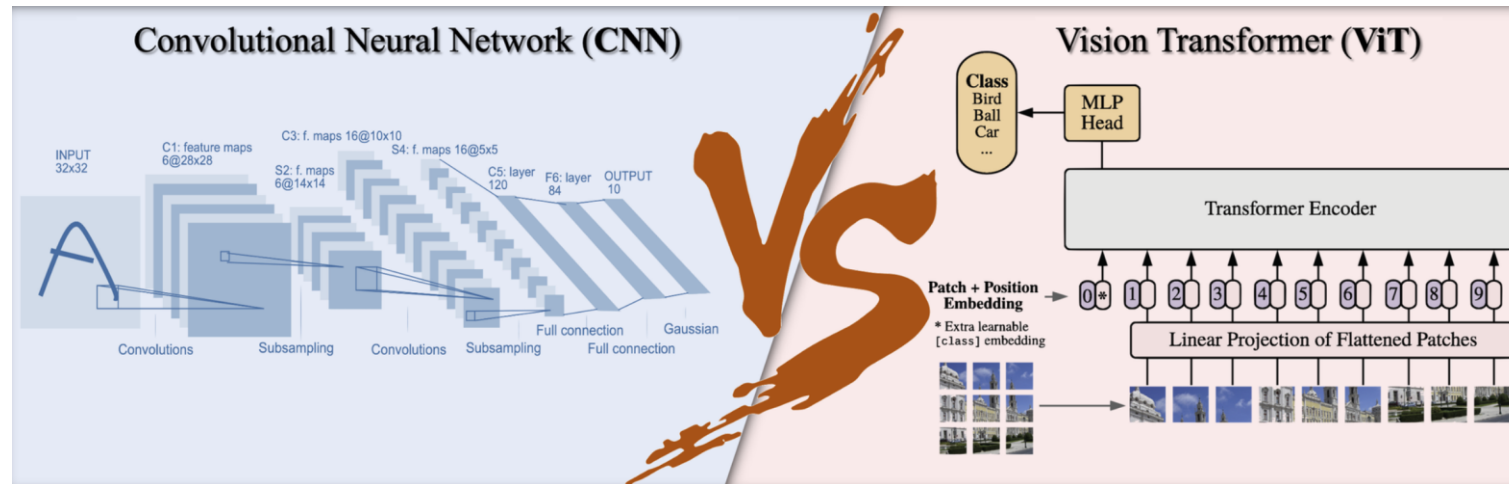 Convolutional Neural Network (CNN)
INPUT
32x32
C1: feature maps
6@28x28
S2: f. maps
6@14x14
C3: f. maps 16@10x10
S4: f. maps 16@5x5
C5: layer
120
F6: layer
84
OUTPUT
10
Convolutions
Subsampling
Convolutions
Subsampling
Full connection
Full connection
Gaussian
VS
Vision Transformer (ViT)
Class
Bird
Ball
Car
...
MLP
Head
Transformer Encoder
Patch + Position
Embedding
* Extra learnable
[class] embedding
0 * 1 2 3 4 5 6 7 8 9
Linear Projection of Flattened Patches